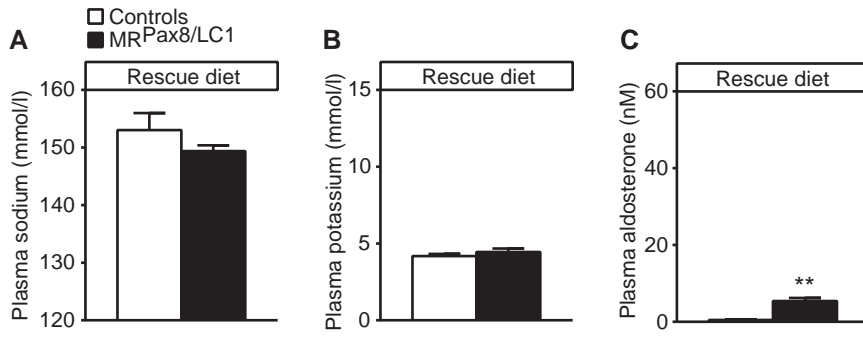 Controls
MRPax8/LC1
A
Rescue diet
Plasma sodium (mmol/l)
160
150
140
130
120
B
Rescue diet
Plasma potassium (mmol/l)
15
10
5
0
C
Rescue diet
Plasma aldosterone (nM)
60
40
20
0
**